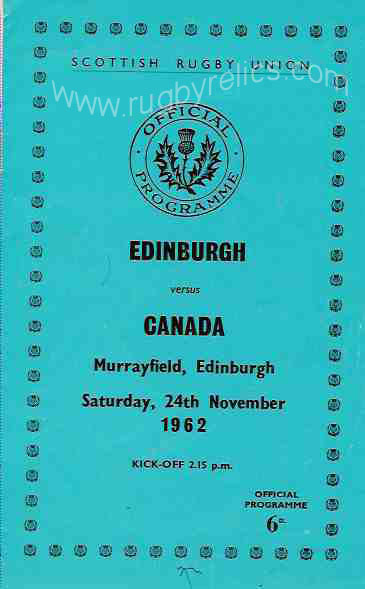 SCOTTISH RUGBY UNION
www.rugbyrelics.com
OFFICIAL
PROGRAMME
EDINBURGH
versus
CANADA
Murrayfield, Edinburgh
Saturday, 24th November
1962
KICK-OFF 2.15 p.m.
OFFICIAL
PROGRAMME
6d.